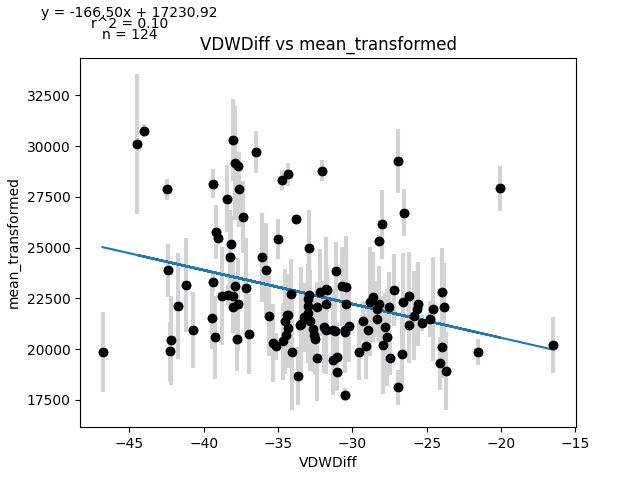 y = -166.50x + 17230.92
r^2 = 0.10
n = 124
VDWDiff vs mean_transformed
32500
30000
27500
25000
22500
20000
17500
mean_transformed
−45
−40
−35
−30
−25
−20
−15
VDWDiff